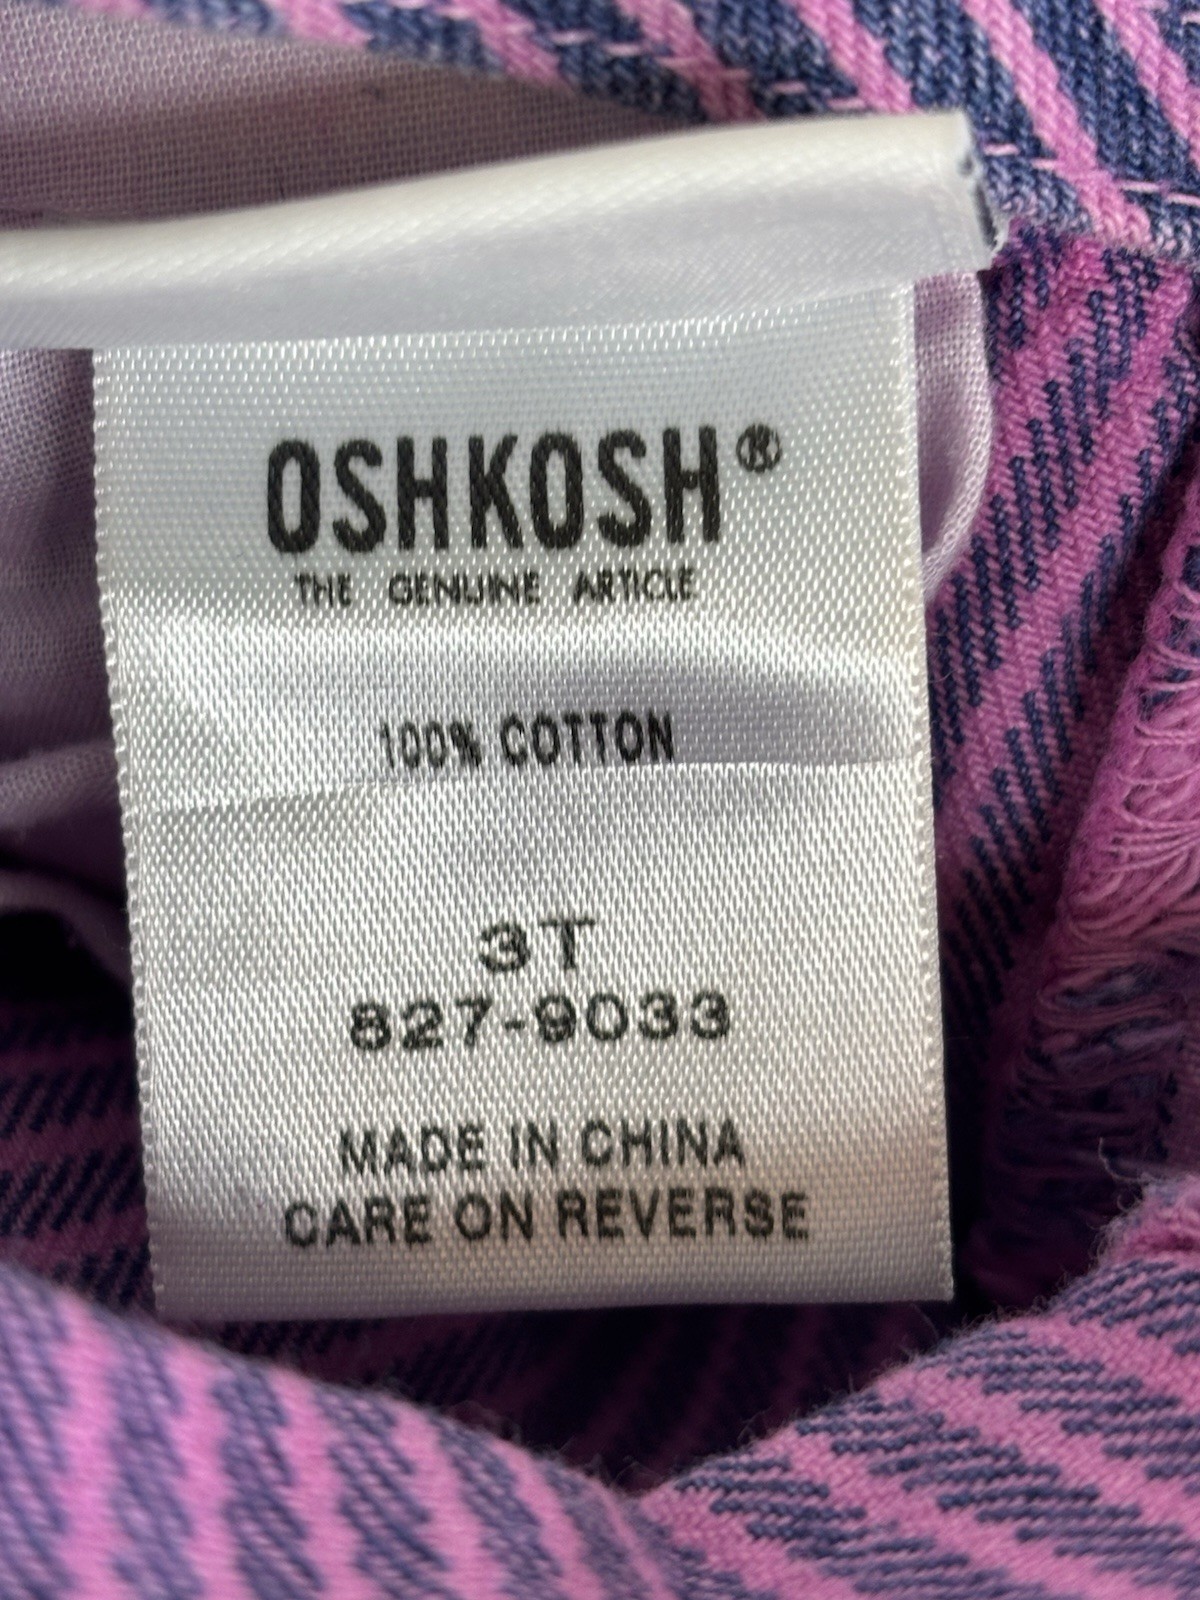 OSHKOSH®
THE GENUINE ARTICLE
100% COTTON
3T
827-9033
MADE IN CHINA
CARE ON REVERSE